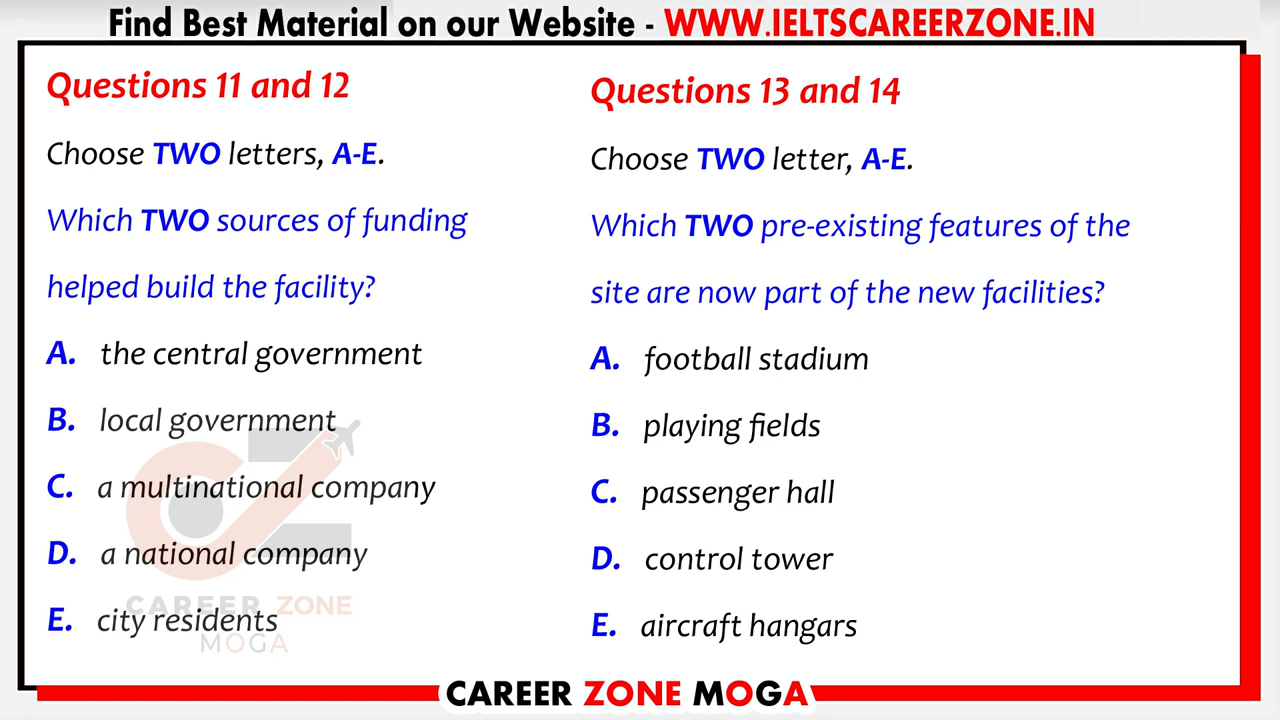 Find Best Material on our Website - WWW.IELTSCAREERZONE.IN
Questions 11 and 12
Choose TWO letters, A-E.
Which TWO sources of funding
helped build the facility?
A. the central government
B. local government
C. a multinational company
D. a national company
E. city residents
CAREER ZONE
MOGA
Questions 13 and 14
Choose TWO letter, A-E.
Which TWO pre-existing features of the
site are now part of the new facilities?
A. football stadium
B. playing fields
C. passenger hall
D. control tower
E. aircraft hangars
CAREER ZONE MOGA